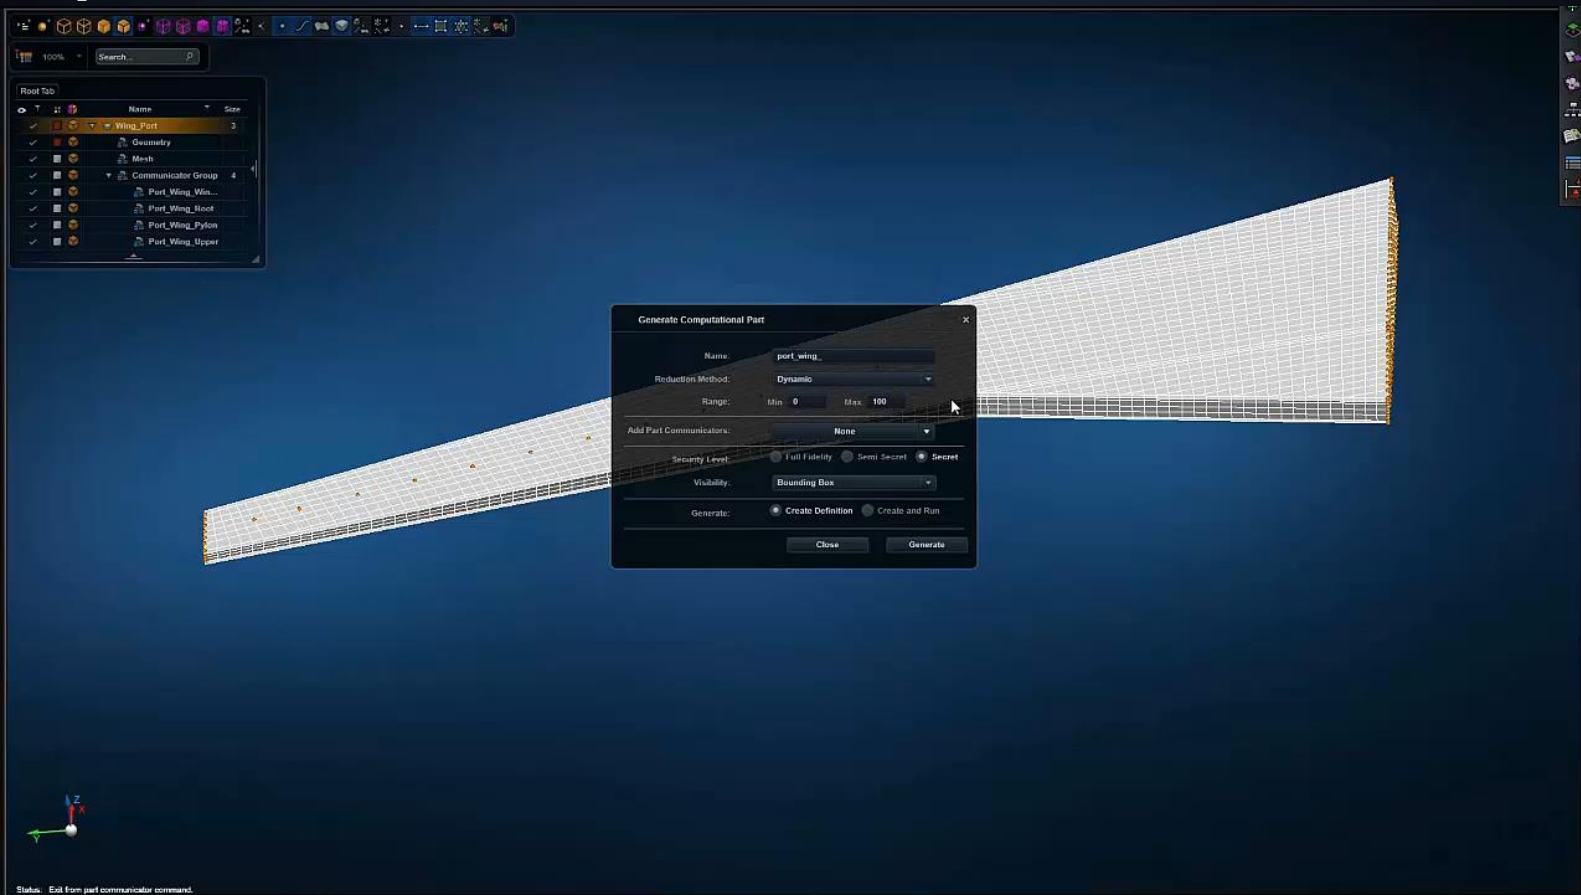 100%
Search...
Root Tab
Name Size
Wing_Port 3
Geometry
Mesh
Communicator Group 4
Port_Wing_Win...
Port_Wing_Root
Port_Wing_Pylon
Port_Wing_Upper
Generate Computational Part
Name: port_wing_
Reduction Method: Dynamic
Range: Min 0 Max 100
Add Part Communicators: None
Security Level: Full Fidelity Semi Secret Secret
Visibility: Bounding Box
Generate: Create Definition Create and Run
Close Generate
Z
X
Y
Status: Exit from part communicator command.